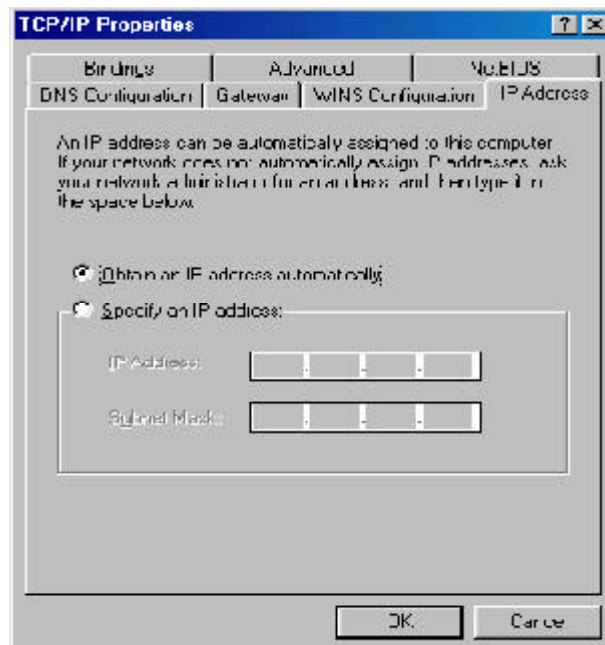 TCP/IP Properties
Bindings Advanced NetBIOS
DNS Configuration Gateway WINS Configuration IP Address
An IP address can be automatically assigned to this computer.
If your network does not automatically assign IP addresses, ask
your network administrator for an address, and then type it in
the space below.
Obtain an IP address automatically
Specify an IP address:
IP Address:
Subnet Mask:
OK
Cancel